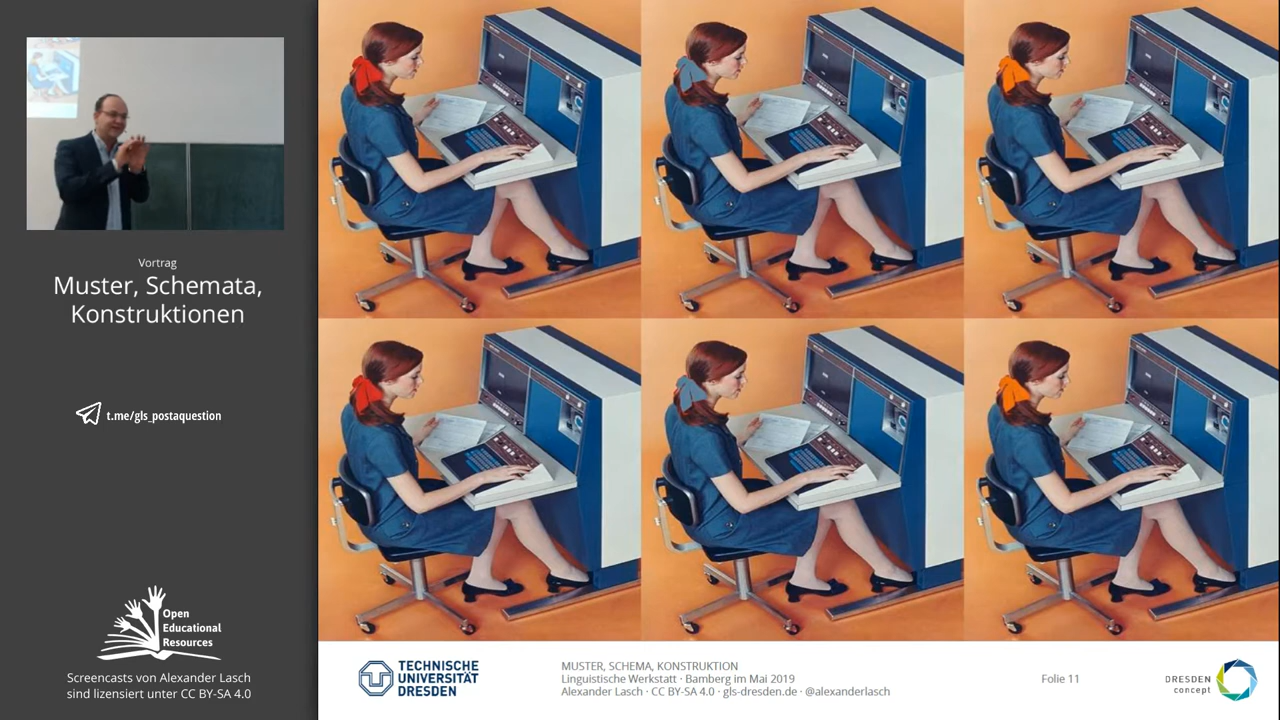 Vortrag
Muster, Schemata,
Konstruktionen
t.me/gls_postaquestion
Open
Educational
Resources
Screencasts von Alexander Lasch
sind lizensiert unter CC BY-SA 4.0
TECHNISCHE
UNIVERSITÄT
DRESDEN
MUSTER, SCHEMA, KONSTRUKTION
Linguistische Werkstatt · Bamberg im Mai 2019
Alexander Lasch · CC BY-SA 4.0 · gls-dresden.de · @alexanderlasch
Folie 11
DRESDEN
concept